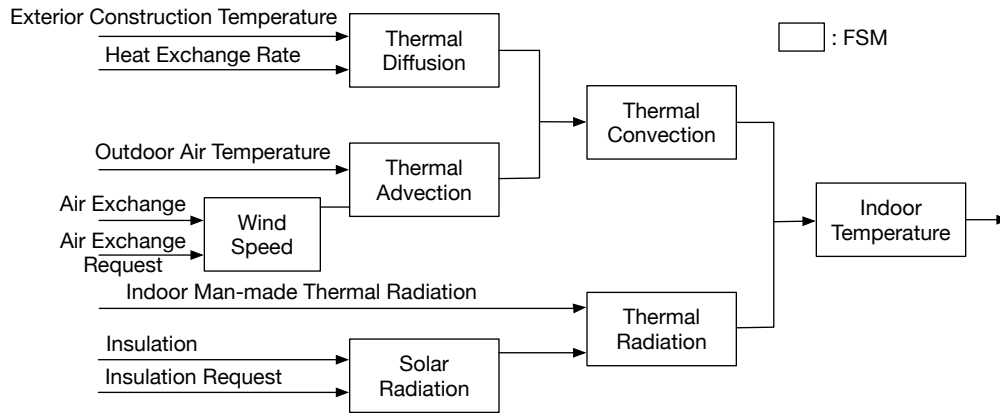 Exterior Construction Temperature
Heat Exchange Rate
Thermal
Diffusion
: FSM
Thermal
Convection
Outdoor Air Temperature
Thermal
Advection
Air Exchange
Air Exchange
Request
Wind
Speed
Indoor
Temperature
Indoor Man-made Thermal Radiation
Thermal
Radiation
Insulation
Insulation Request
Solar
Radiation